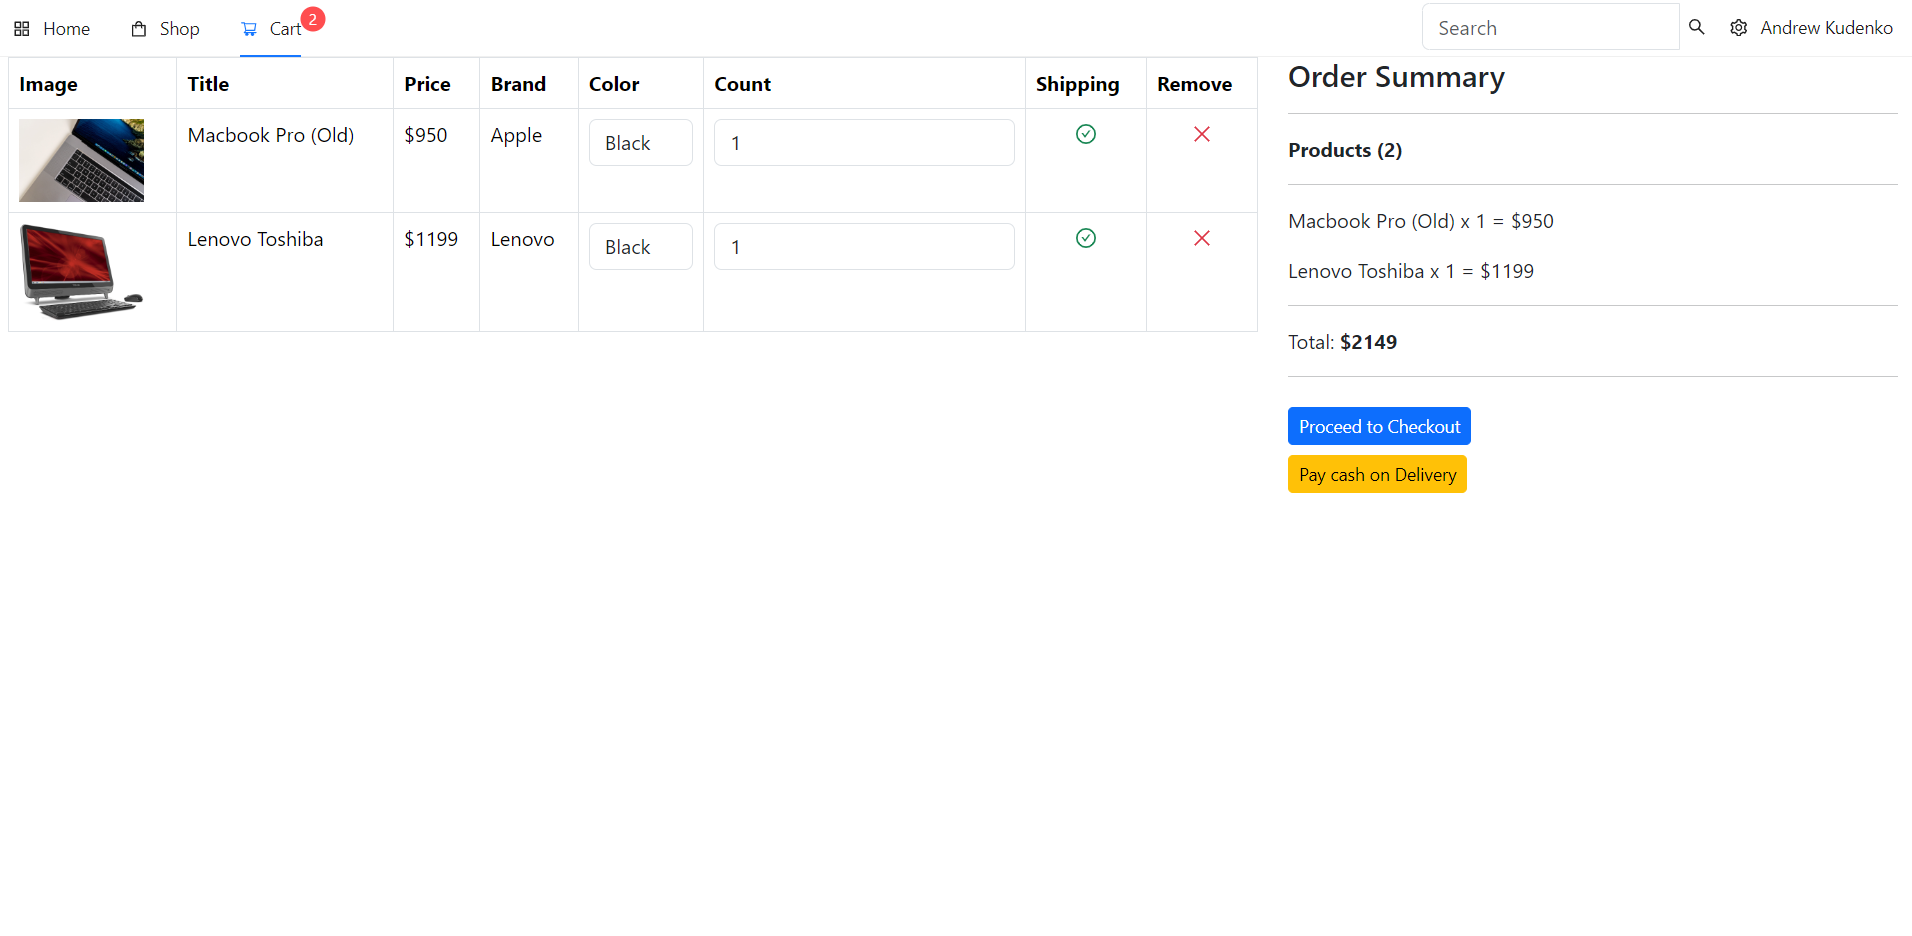 Home
Shop
Cart
2
Search
Andrew Kudenko
Image Title Price Brand Color Count Shipping Remove
Macbook Pro (Old) $950 Apple Black 1
Lenovo Toshiba $1199 Lenovo Black 1
Order Summary
Products (2)
Macbook Pro (Old) x 1 = $950
Lenovo Toshiba x 1 = $1199
Total: $2149
Proceed to Checkout
Pay cash on Delivery